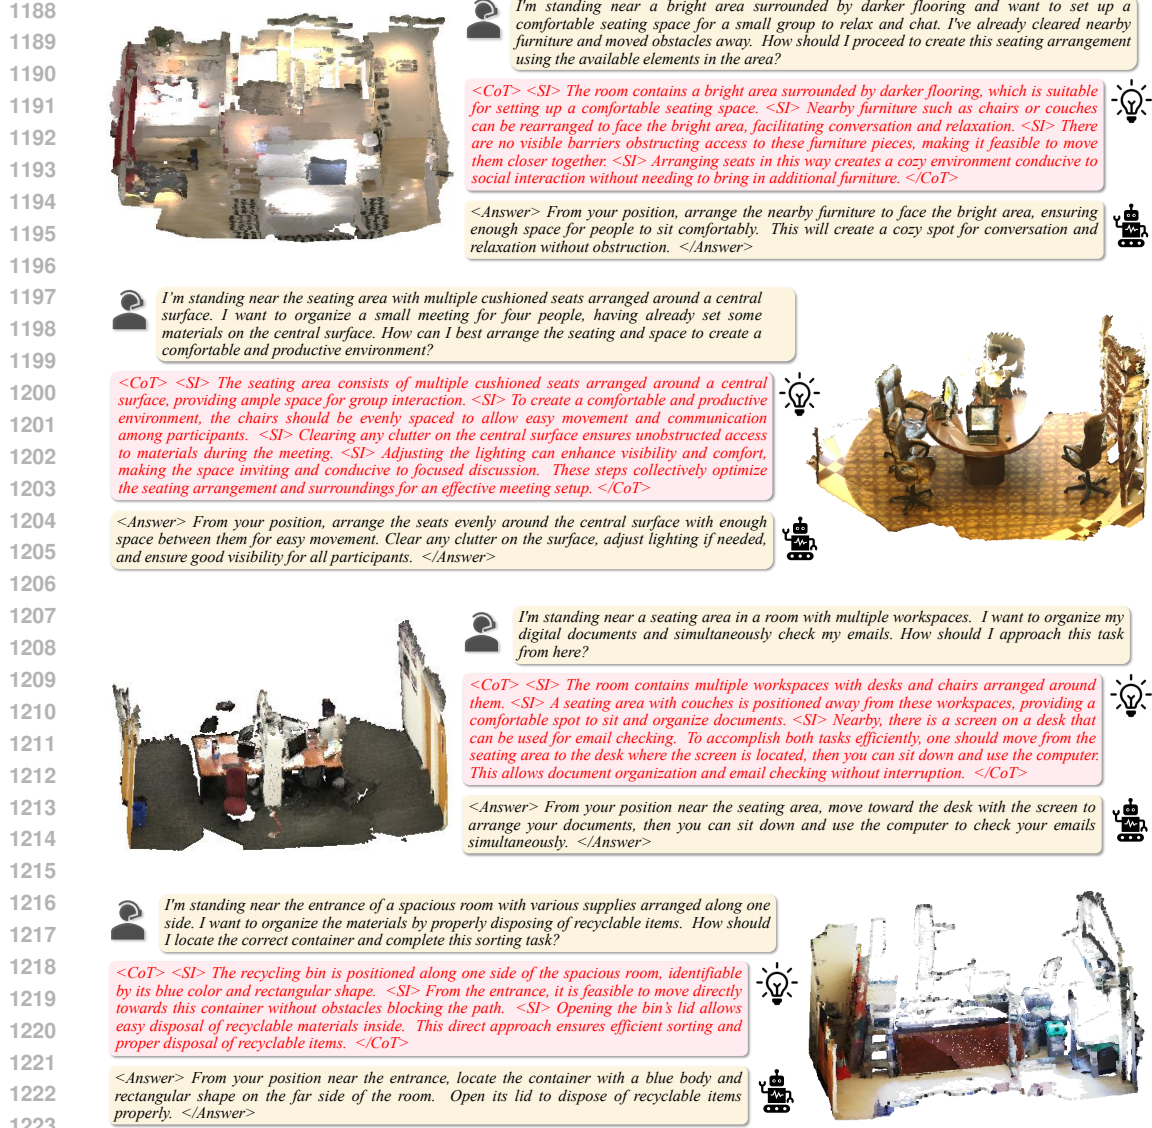 1188
1189
1190
1191
1192
1193
1194
1195
1196
1197
1198
1199
1200
1201
1202
1203
1204
1205
1206
1207
1208
1209
1210
1211
1212
1213
1214
1215
1216
1217
1218
1219
1220
1221
1222
1223
I'm standing near a bright area surrounded by darker flooring and want to set up a
comfortable seating space for a small group to relax and chat. I've already cleared nearby
furniture and moved obstacles away. How should I proceed to create this seating arrangement
using the available elements in the area?
<CoT> <SI> The room contains a bright area surrounded by darker flooring, which is suitable
for setting up a comfortable seating space. <SI> Nearby furniture such as chairs or couches
can be rearranged to face the bright area, facilitating conversation and relaxation. <SI> There
are no visible barriers obstructing access to these furniture pieces, making it feasible to move
them closer together. <SI> Arranging seats in this way creates a cozy environment conducive to
social interaction without needing to bring in additional furniture. </CoT>
<Answer> From your position, arrange the nearby furniture to face the bright area, ensuring
enough space for people to sit comfortably. This will create a cozy spot for conversation and
relaxation without obstruction. </Answer>
I'm standing near the seating area with multiple cushioned seats arranged around a central
surface. I want to organize a small meeting for four people, having already set some
materials on the central surface. How can I best arrange the seating and space to create a
comfortable and productive environment?
<CoT> <SI> The seating area consists of multiple cushioned seats arranged around a central
surface, providing ample space for group interaction. <SI> To create a comfortable and productive
environment, the chairs should be evenly spaced to allow easy movement and communication
among participants. <SI> Clearing any clutter on the central surface ensures unobstructed access
to materials during the meeting. <SI> Adjusting the lighting can enhance visibility and comfort,
making the space inviting and conducive to focused discussion. These steps collectively optimize
the seating arrangement and surroundings for an effective meeting setup. </CoT>
<Answer> From your position, arrange the seats evenly around the central surface with enough
space between them for easy movement. Clear any clutter on the surface, adjust lighting if needed,
and ensure good visibility for all participants. </Answer>
I'm standing near a seating area in a room with multiple workspaces. I want to organize my
digital documents and simultaneously check my emails. How should I approach this task
from here?
<CoT> <SI> The room contains multiple workspaces with desks and chairs arranged around
them. <SI> A seating area with couches is positioned away from these workspaces, providing a
comfortable spot to sit and organize documents. <SI> Nearby, there is a screen on a desk that
can be used for email checking. To accomplish both tasks efficiently, one should move from the
seating area to the desk where the screen is located, then you can sit down and use the computer.
This allows document organization and email checking without interruption. </CoT>
<Answer> From your position near the seating area, move toward the desk with the screen to
arrange your documents, then you can sit down and use the computer to check your emails
simultaneously. </Answer>
I'm standing near the entrance of a spacious room with various supplies arranged along one
side. I want to organize the materials by properly disposing of recyclable items. How should
I locate the correct container and complete this sorting task?
<CoT> <SI> The recycling bin is positioned along one side of the spacious room, identifiable
by its blue color and rectangular shape. <SI> From the entrance, it is feasible to move directly
towards this container without obstacles blocking the path. <SI> Opening the bin's lid allows
easy disposal of recyclable materials inside. This direct approach ensures efficient sorting and
proper disposal of recyclable items. </CoT>
<Answer> From your position near the entrance, locate the container with a blue body and
rectangular shape on the far side of the room. Open its lid to dispose of recyclable items
properly. </Answer>